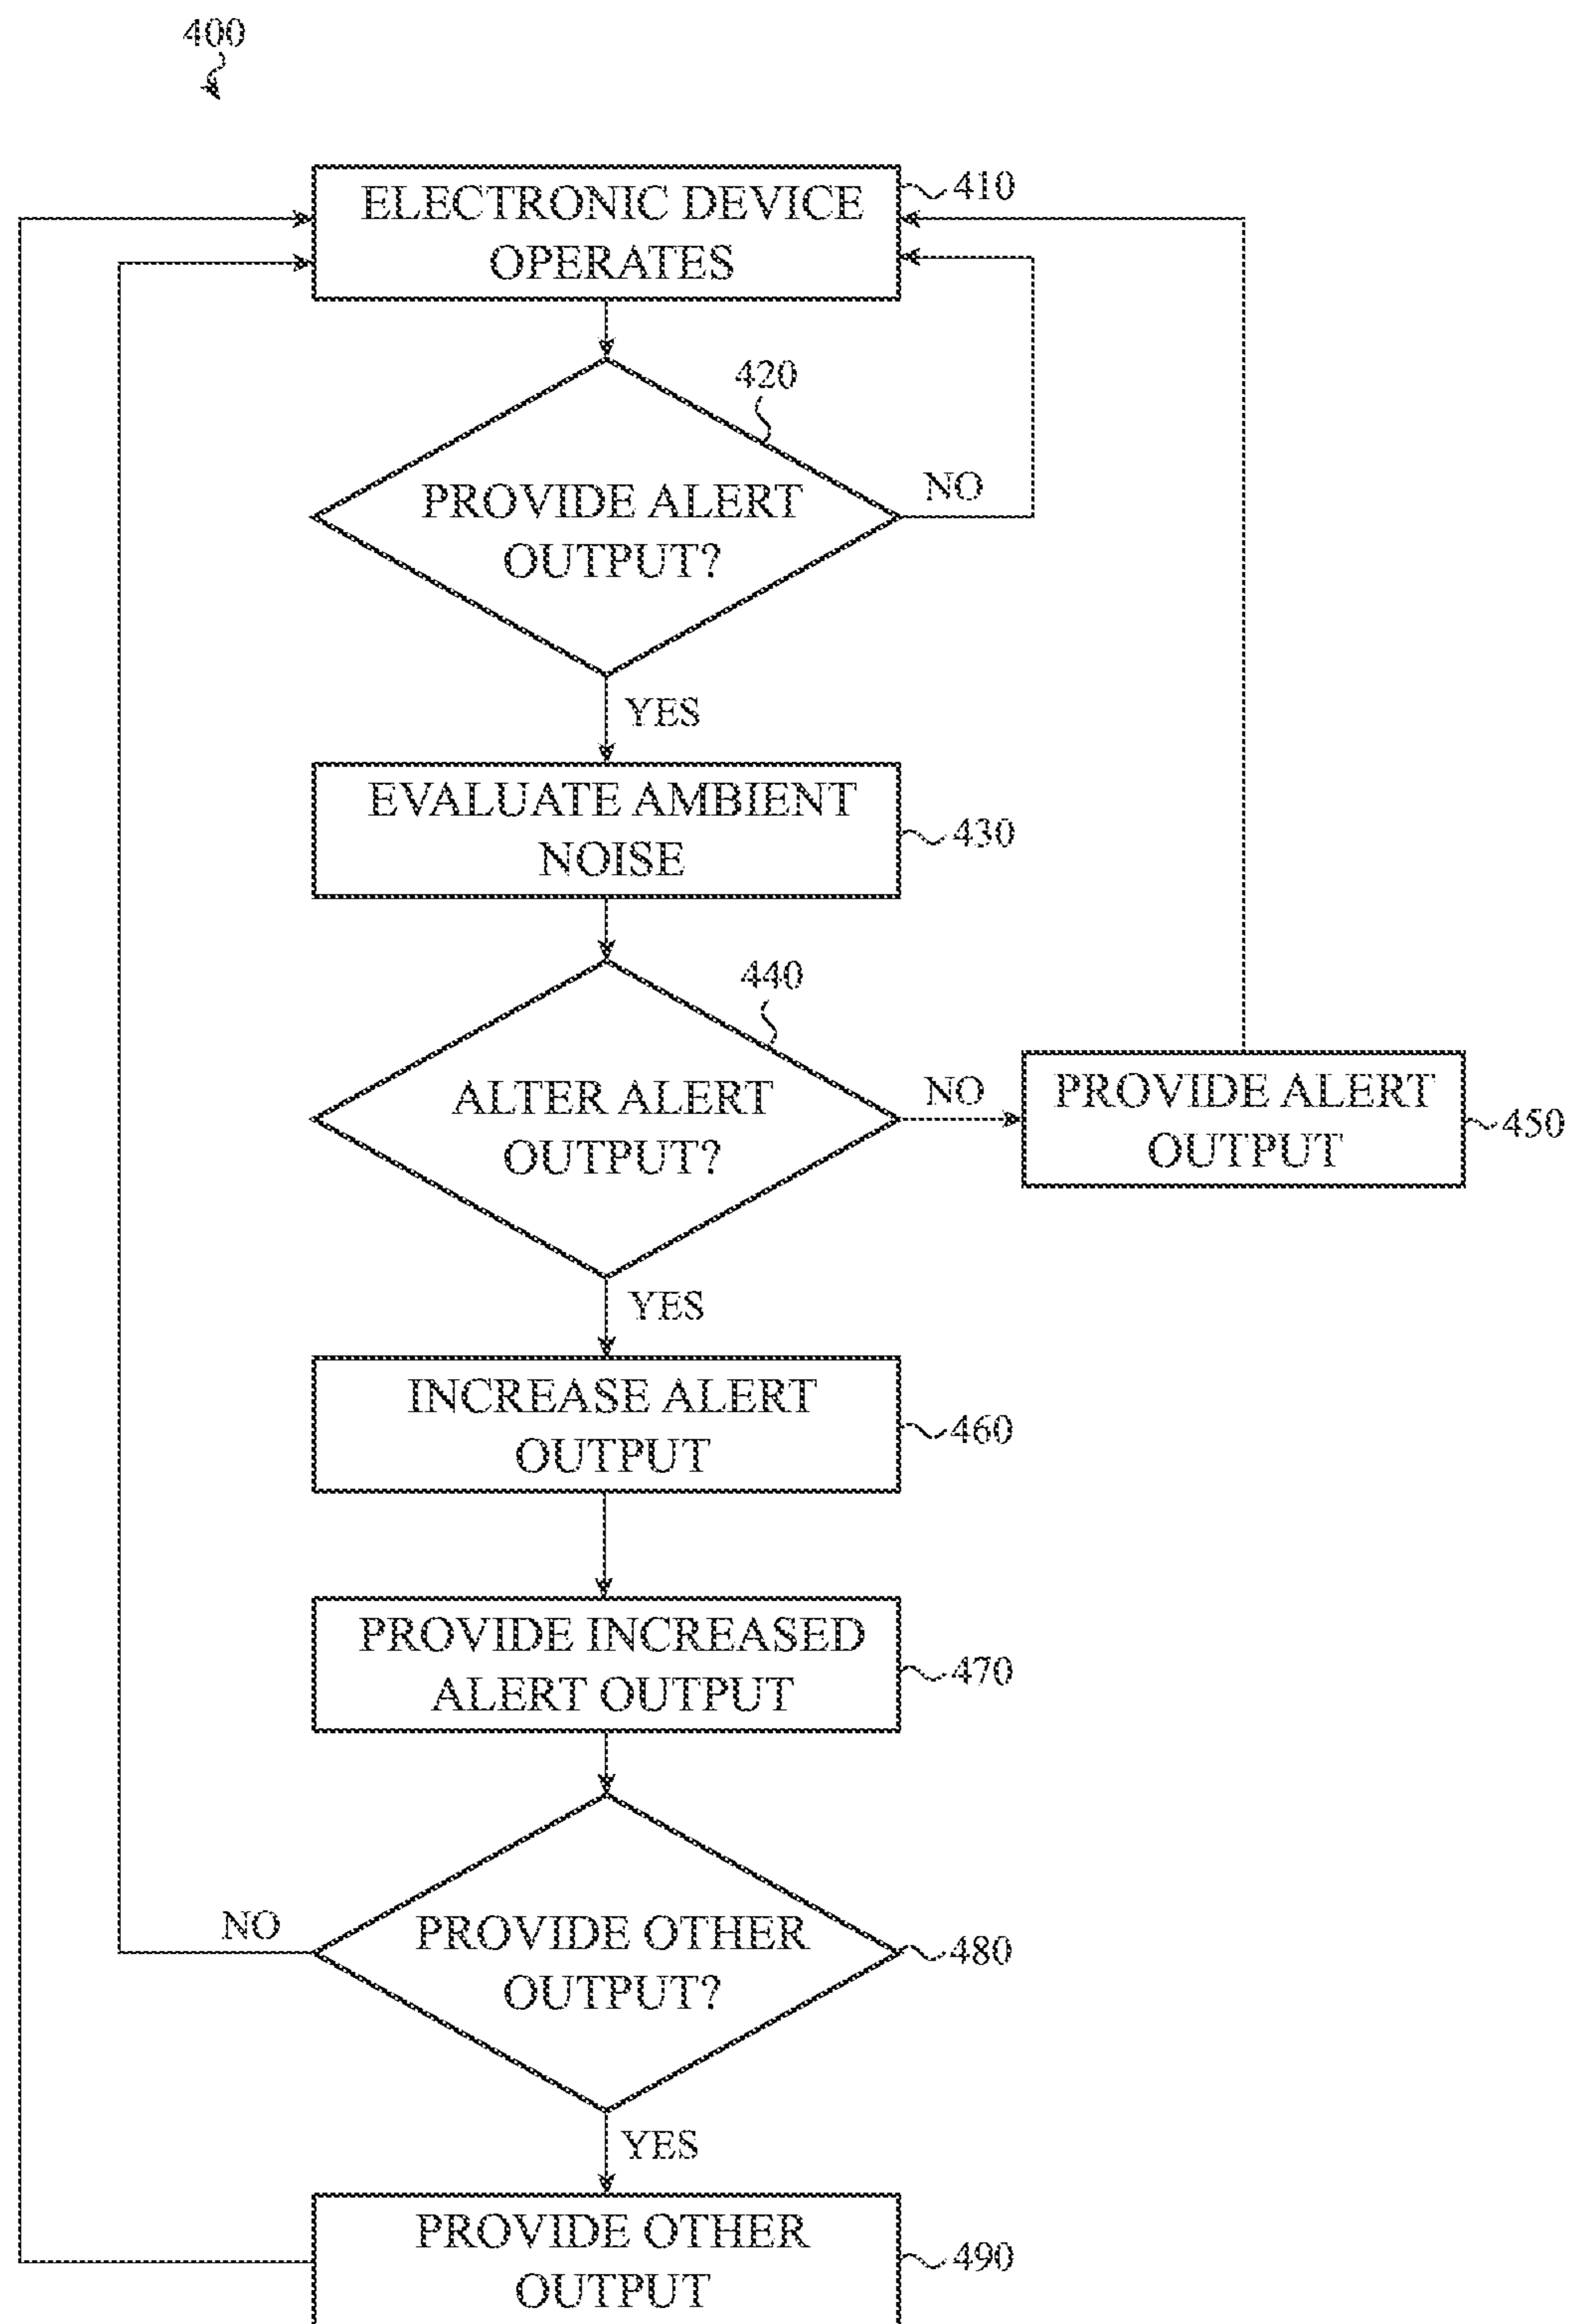 400
ELECTRONIC DEVICE
OPERATES
410
420
PROVIDE ALERT
OUTPUT?
NO
YES
EVALUATE AMBIENT
NOISE
430
440
ALTER ALERT
OUTPUT?
NO
PROVIDE ALERT
OUTPUT
450
YES
INCREASE ALERT
OUTPUT
460
PROVIDE INCREASED
ALERT OUTPUT
470
NO
PROVIDE OTHER
OUTPUT?
480
YES
PROVIDE OTHER
OUTPUT
490